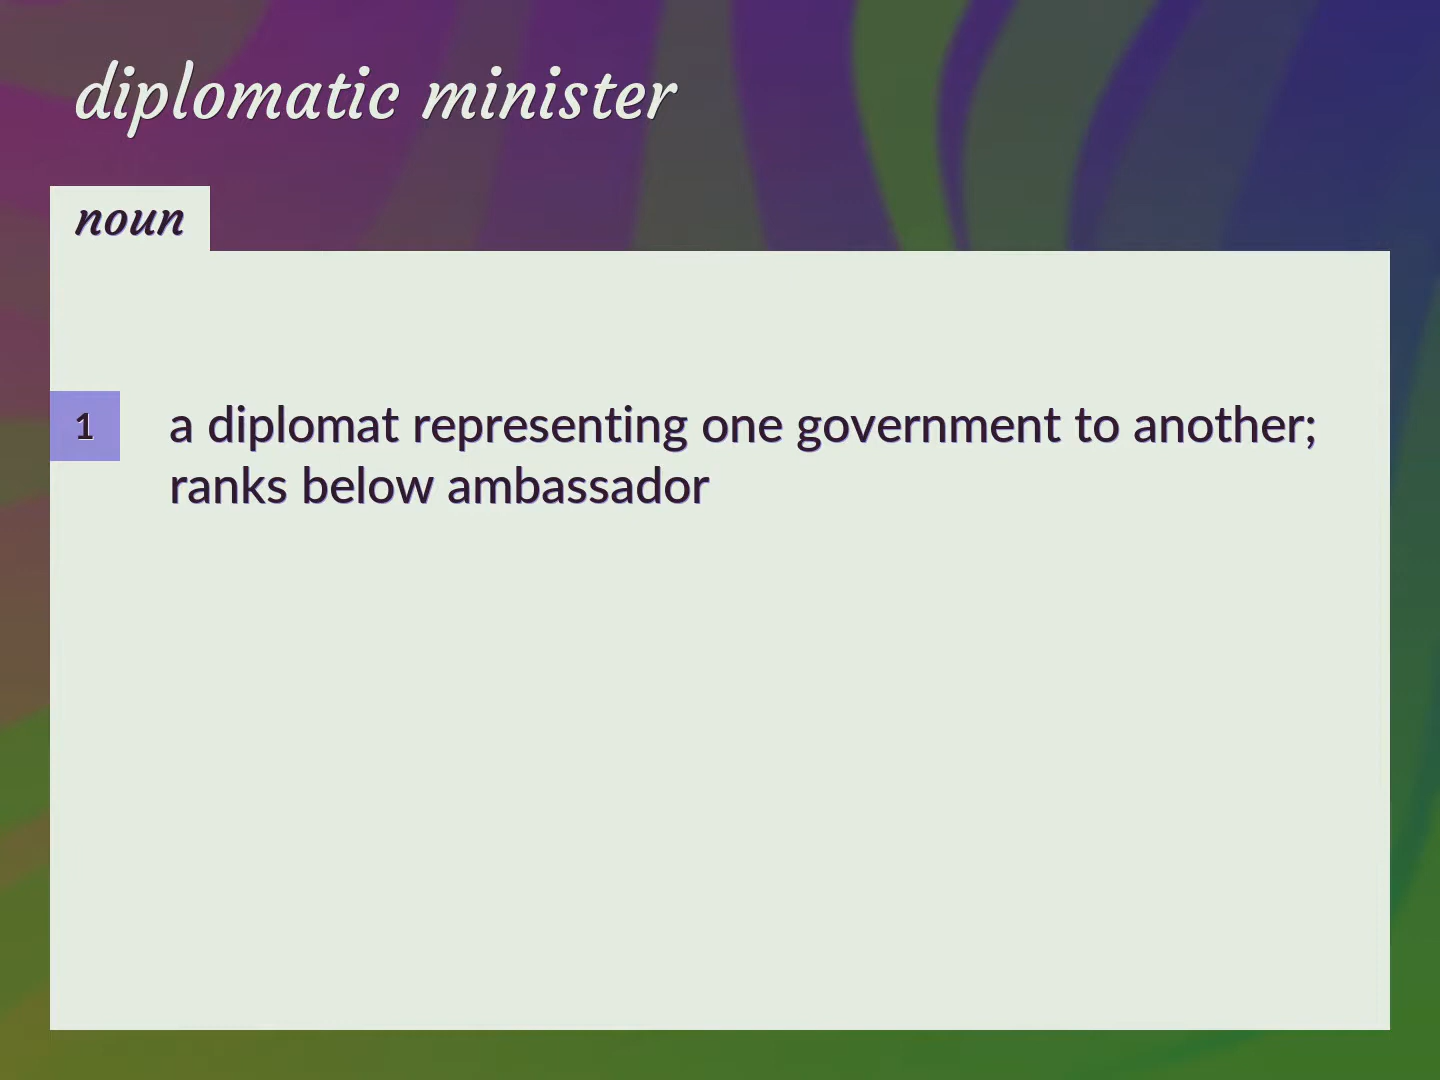 diplomatic minister
noun
1 a diplomat representing one government to another;
ranks below ambassador